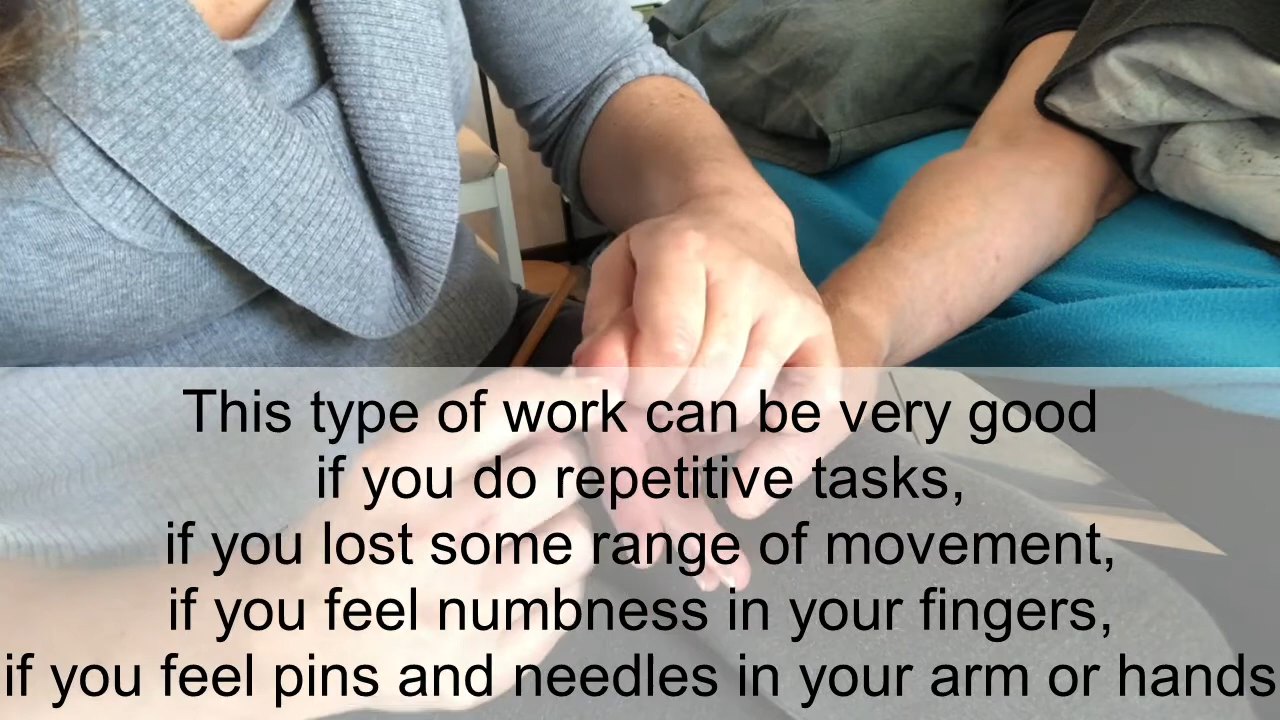 This type of work can be very good
if you do repetitive tasks,
if you lost some range of movement,
if you feel numbness in your fingers,
if you feel pins and needles in your arm or hands